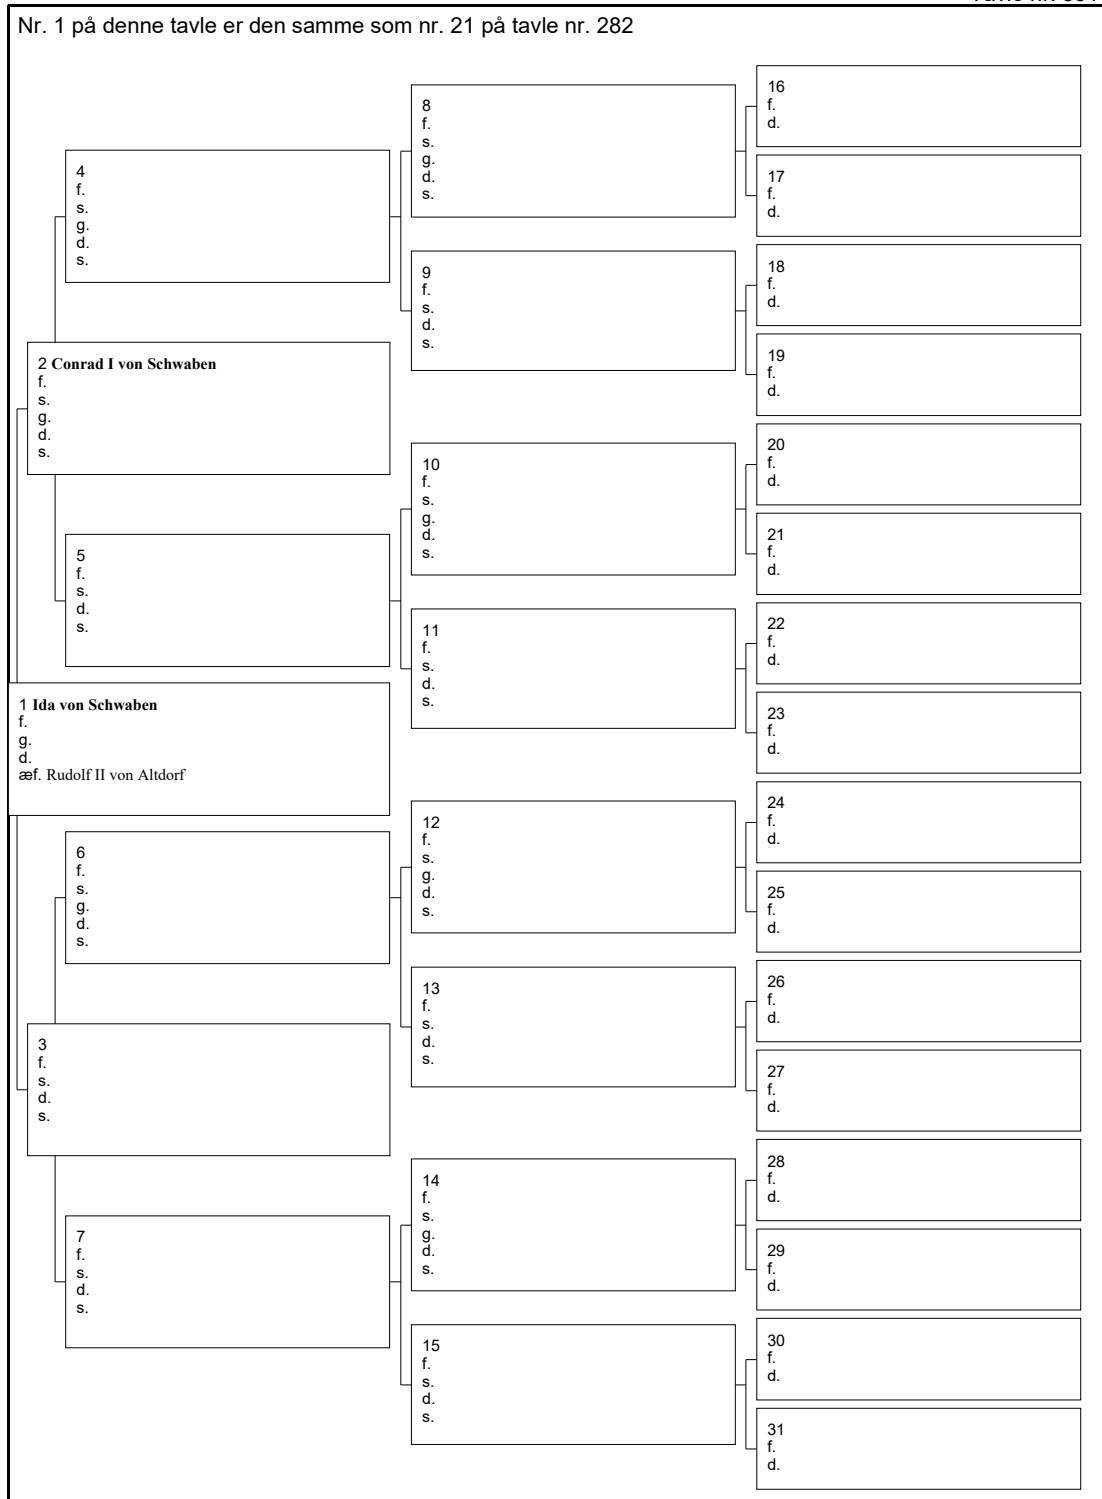 Nr. 1 på denne tavle er den samme som nr. 21 på tavle nr. 282
16
f.
d.
8
f.
s.
g.
d.
s.
17
f.
d.
4
f.
s.
g.
d.
s.
18
f.
d.
9
f.
s.
d.
s.
19
f.
d.
2 Conrad I von Schwaben
f.
s.
g.
d.
s.
20
f.
d.
10
f.
s.
g.
d.
s.
21
f.
d.
5
f.
s.
d.
s.
22
f.
d.
11
f.
s.
d.
s.
23
f.
d.
1 Ida von Schwaben
f.
g.
d.
æf. Rudolf II von Altdorf
24
f.
d.
12
f.
s.
g.
d.
s.
25
f.
d.
6
f.
s.
g.
d.
s.
26
f.
d.
13
f.
s.
d.
s.
27
f.
d.
3
f.
s.
d.
s.
28
f.
d.
14
f.
s.
g.
d.
s.
29
f.
d.
7
f.
s.
d.
s.
30
f.
d.
15
f.
s.
d.
s.
31
f.
d.